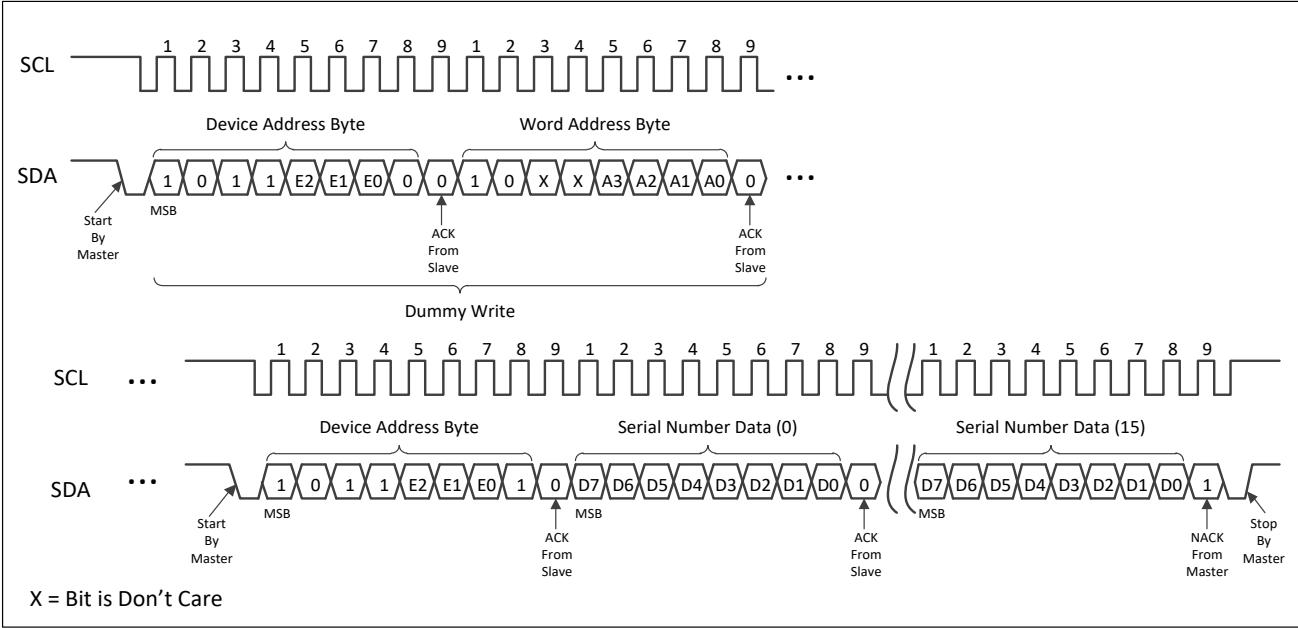 1 2 3 4 5 6 7 8 9 1 2 3 4 5 6 7 8 9
SCL ...
Device Address Byte Word Address Byte
SDA 1 0 1 1 E2 E1 E0 0 0 1 0 X X A3 A2 A1 A0 0 ...
MSB
Start
By
Master
ACK
From
Slave
ACK
From
Slave
Dummy Write
1 2 3 4 5 6 7 8 9 1 2 3 4 5 6 7 8 9 1 2 3 4 5 6 7 8 9
SCL ...
Device Address Byte Serial Number Data (0) Serial Number Data (15)
SDA ... 1 0 1 1 E2 E1 E0 1 0 D7 D6 D5 D4 D3 D2 D1 D0 0 D7 D6 D5 D4 D3 D2 D1 D0 1
MSB MSB MSB
Start
By
Master
ACK
From
Slave
ACK
From
Slave
NACK
From
Master
Stop
By
Master
X = Bit is Don’t Care